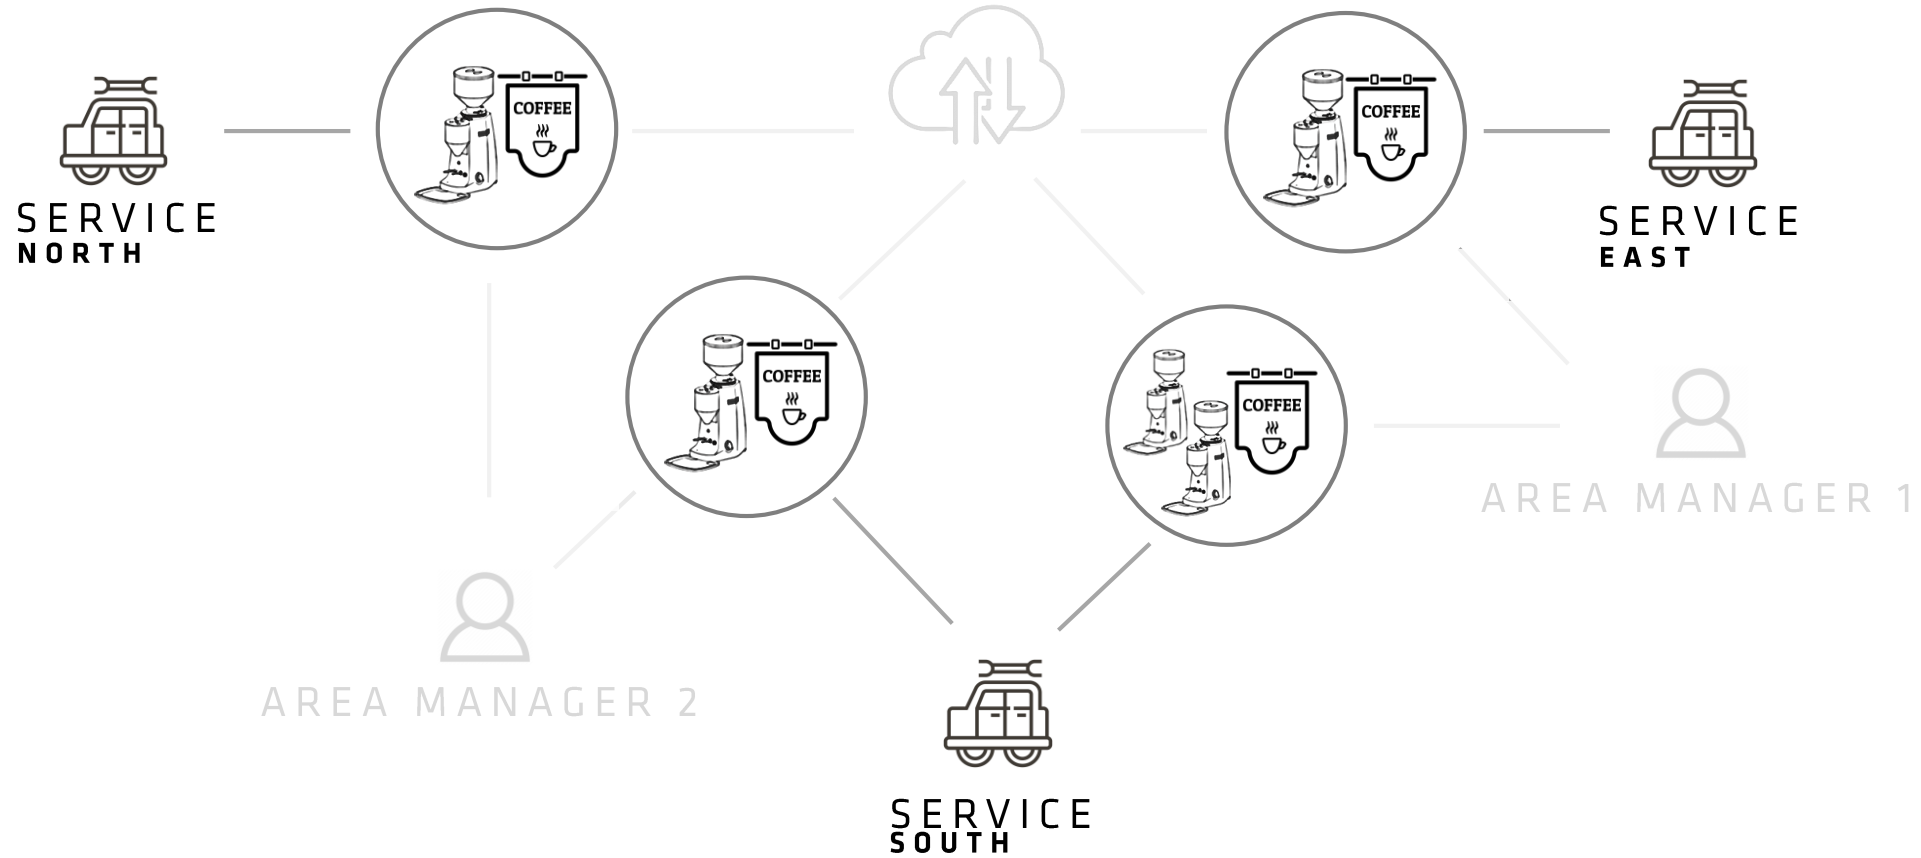 COFFEE
COFFEE
SERVICE
NORTH
SERVICE
EAST
COFFEE
COFFEE
AREA MANAGER 1
AREA MANAGER 2
SERVICE
SOUTH